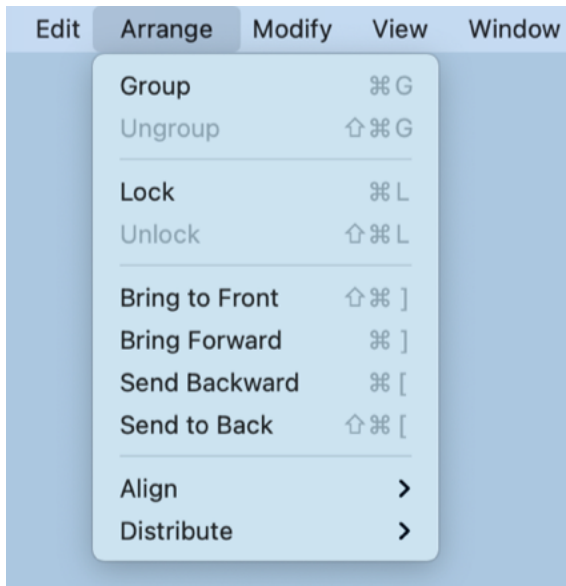 Edit Arrange Modify View Window
Group ⌘G
Ungroup ⇧⌘G
Lock ⌘L
Unlock ⇧⌘L
Bring to Front ⇧⌘]
Bring Forward ⌘]
Send Backward ⌘[
Send to Back ⇧⌘[
Align
Distribute